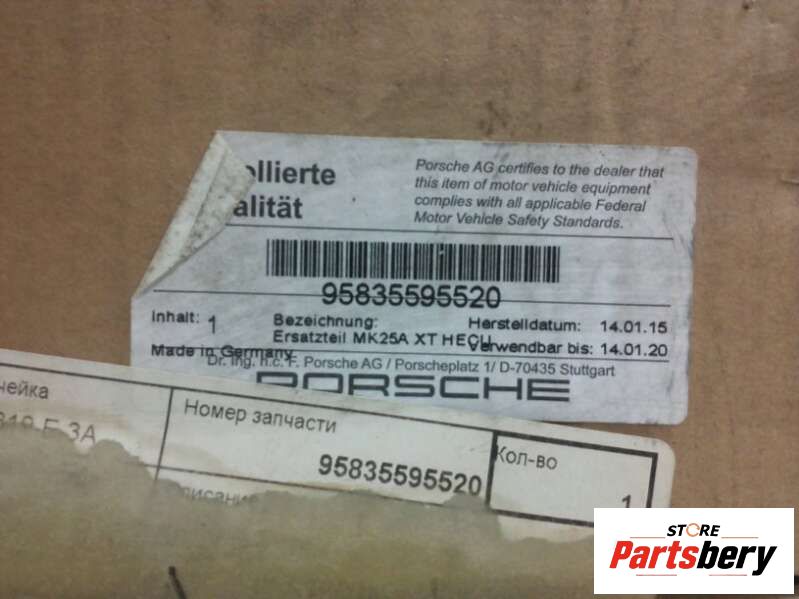 ollierte
alität
Porsche AG certifies to the dealer that
this item of motor vehicle equipment
complies with all applicable Federal
Motor Vehicle Safety Standards.
95835595520
Inhalt: 1
Bezeichnung:
Ersatzteil MK25A XT HECU
Herstelldatum: 14.01.15
Verwendbar bis: 14.01.20
Made in Germany
Dr. Ing. h.c. F. Porsche AG / Porscheplatz 1/ D-70435 Stuttgart
PORSCHE
чейка
819-E-3A
Номер запчасти
95835595520
Кол-во
1
STORE
Partsbery